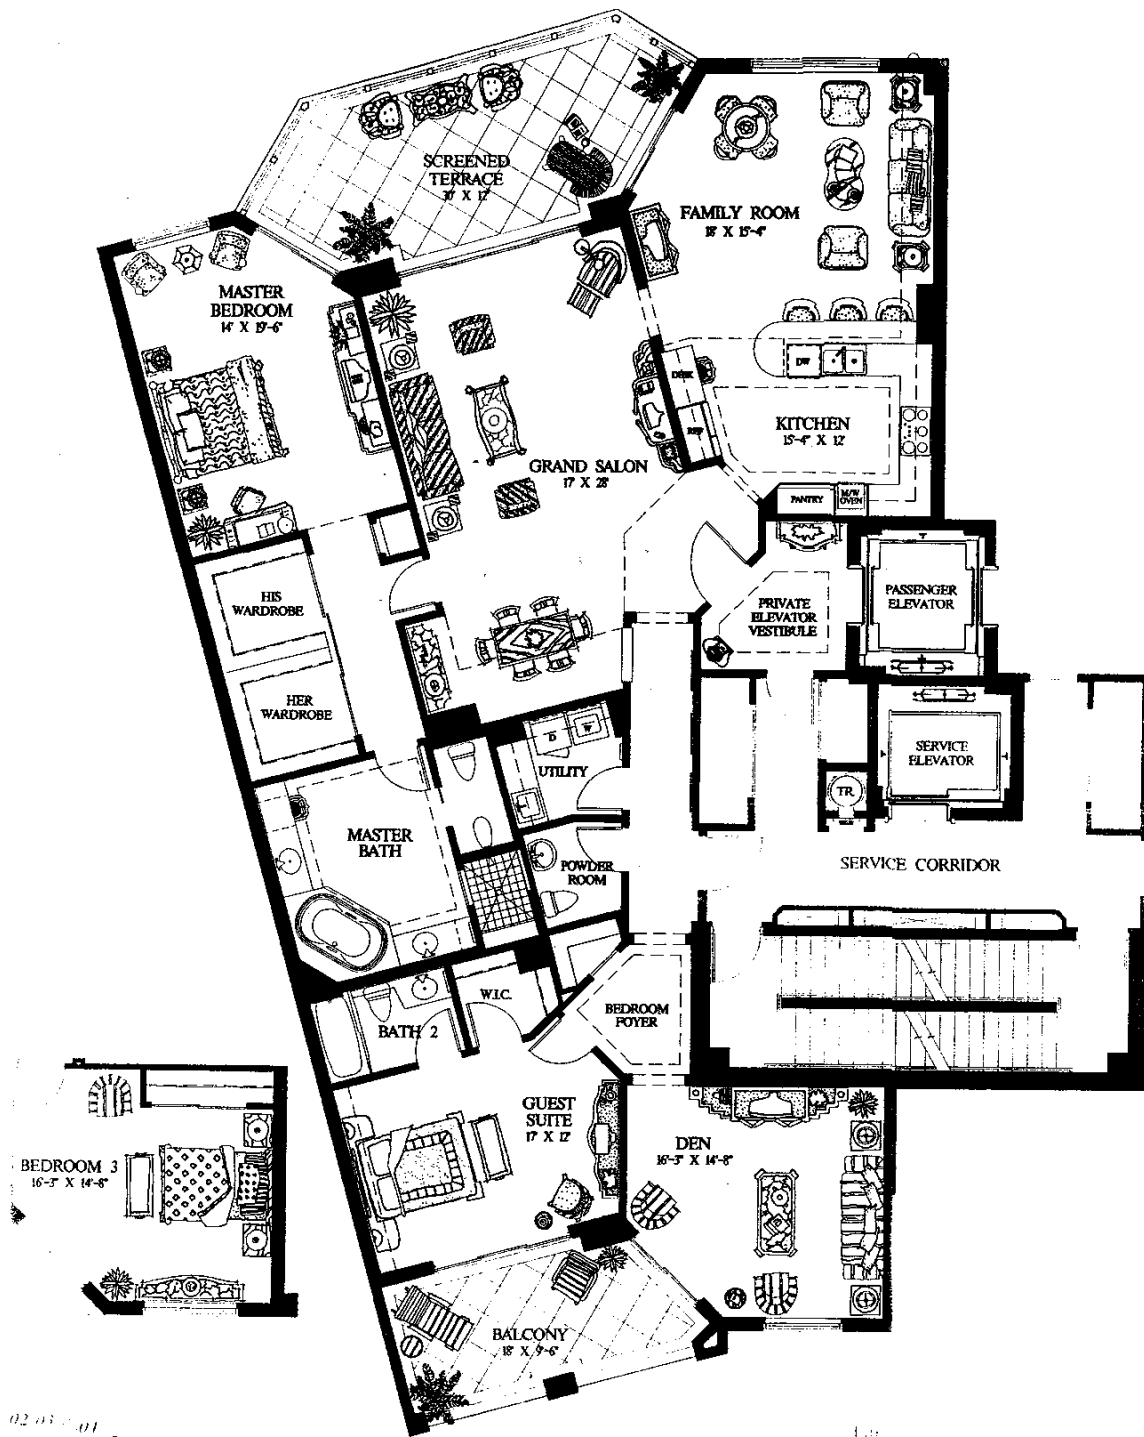 SCREENED
TERRACE
30' X 12'
FAMILY ROOM
18' X 15'-4"
MASTER
BEDROOM
14' X 19'-6"
DESK
DW
REF
KITCHEN
15'-4" X 12'
GRAND SALON
17' X 28'
PANTRY
M/W
OVEN
HIS
WARDROBE
PRIVATE
ELEVATOR
VESTIBULE
PASSENGER
ELEVATOR
HER
WARDROBE
D
W
UTILITY
SERVICE
ELEVATOR
TR
MASTER
BATH
POWDER
ROOM
SERVICE CORRIDOR
W.I.C.
BATH 2
BEDROOM
FOYER
GUEST
SUITE
17' X 12'
DEN
16'-3" X 14'-8"
BEDROOM 3
16'-3" X 14'-8"
BALCONY
18' X 9'-6"